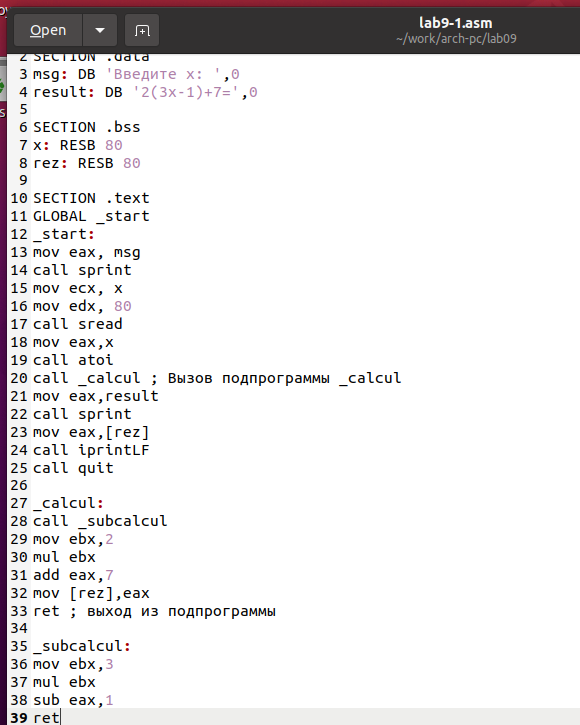 Open
lab9-1.asm
~/work/arch-pc/lab09
2 SECTION .data
3 msg: DB 'Введите x: ',0
4 result: DB '2(3x-1)+7=',0
5
6 SECTION .bss
7 x: RESB 80
8 rez: RESB 80
9
10 SECTION .text
11 GLOBAL _start
12 _start:
13 mov eax, msg
14 call sprint
15 mov ecx, x
16 mov edx, 80
17 call sread
18 mov eax,x
19 call atoi
20 call _calcul ; Вызов подпрограммы _calcul
21 mov eax,result
22 call sprint
23 mov eax,[rez]
24 call iprintLF
25 call quit
26
27 _calcul:
28 call _subcalcul
29 mov ebx,2
30 mul ebx
31 add eax,7
32 mov [rez],eax
33 ret ; выход из подпрограммы
34
35 _subcalcul:
36 mov ebx,3
37 mul ebx
38 sub eax,1
39 ret